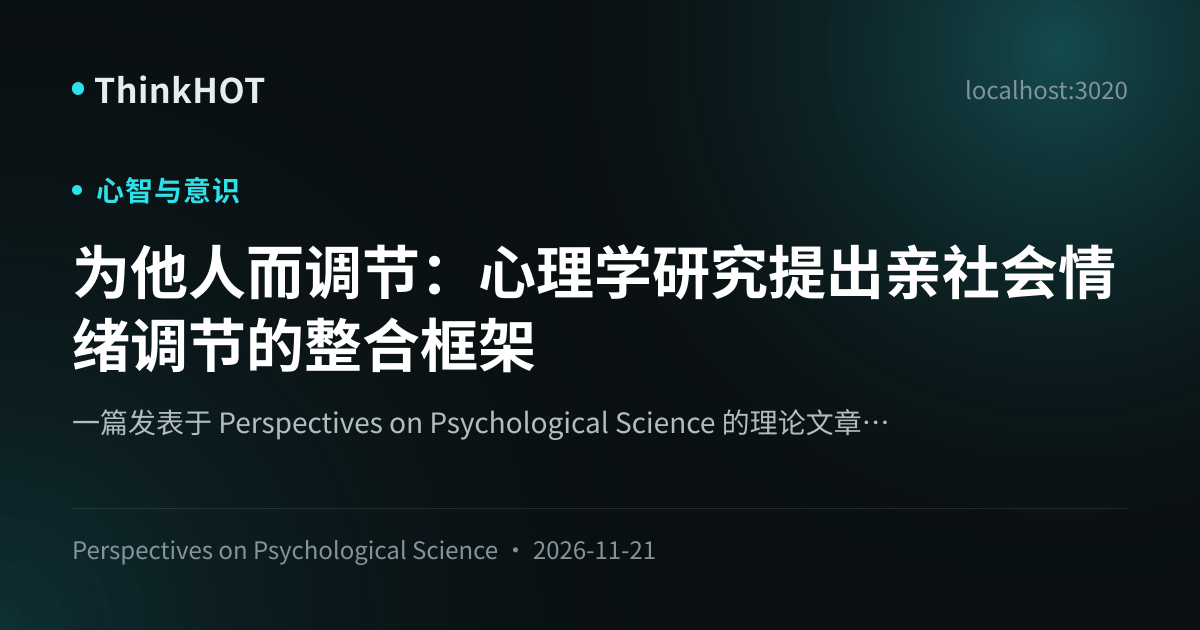 ThinkHOT
localhost:3020
心智与意识
为他人而调节：心理学研究提出亲社会情
绪调节的整合框架
一篇发表于 Perspectives on Psychological Science 的理论文章…
Perspectives on Psychological Science · 2026-11-21